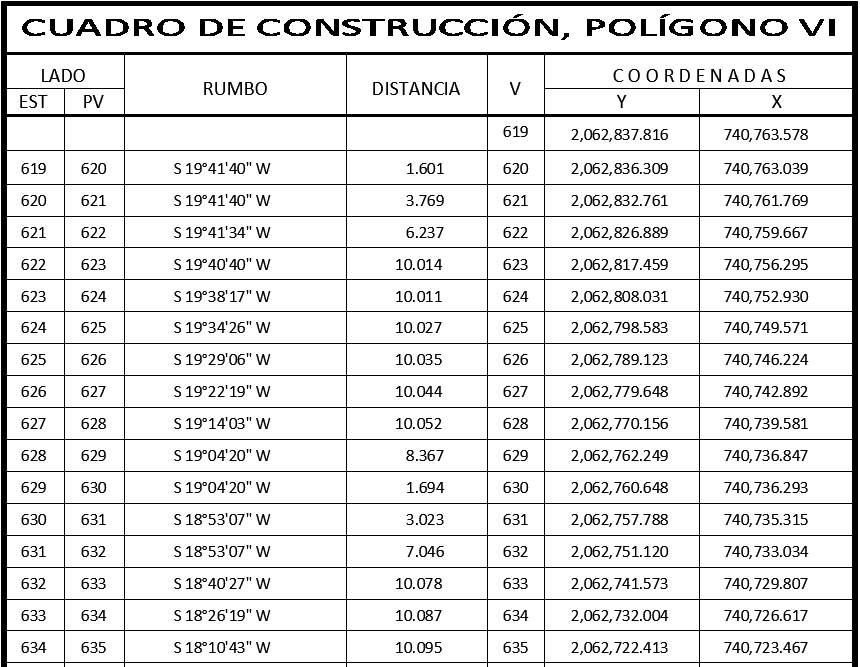 CUADRO DE CONSTRUCCIÓN, POLÍGONO VI
LADO RUMBO DISTANCIA V C O O R D E N A D A S
EST PV Y X
619 2,062,837.816 740,763.578
619 620 S 19°41'40" W 1.601 620 2,062,836.309 740,763.039
620 621 S 19°41'40" W 3.769 621 2,062,832.761 740,761.769
621 622 S 19°41'34" W 6.237 622 2,062,826.889 740,759.667
622 623 S 19°40'40" W 10.014 623 2,062,817.459 740,756.295
623 624 S 19°38'17" W 10.011 624 2,062,808.031 740,752.930
624 625 S 19°34'26" W 10.027 625 2,062,798.583 740,749.571
625 626 S 19°29'06" W 10.035 626 2,062,789.123 740,746.224
626 627 S 19°22'19" W 10.044 627 2,062,779.648 740,742.892
627 628 S 19°14'03" W 10.052 628 2,062,770.156 740,739.581
628 629 S 19°04'20" W 8.367 629 2,062,762.249 740,736.847
629 630 S 19°04'20" W 1.694 630 2,062,760.648 740,736.293
630 631 S 18°53'07" W 3.023 631 2,062,757.788 740,735.315
631 632 S 18°53'07" W 7.046 632 2,062,751.120 740,733.034
632 633 S 18°40'27" W 10.078 633 2,062,741.573 740,729.807
633 634 S 18°26'19" W 10.087 634 2,062,732.004 740,726.617
634 635 S 18°10'43" W 10.095 635 2,062,722.413 740,723.467